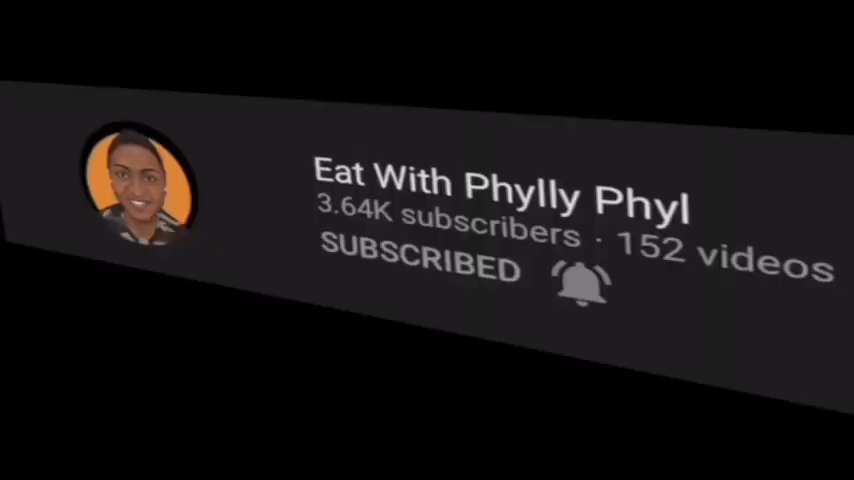 Eat With Phylly Phyl
3.64K subscribers · 152 videos
SUBSCRIBED